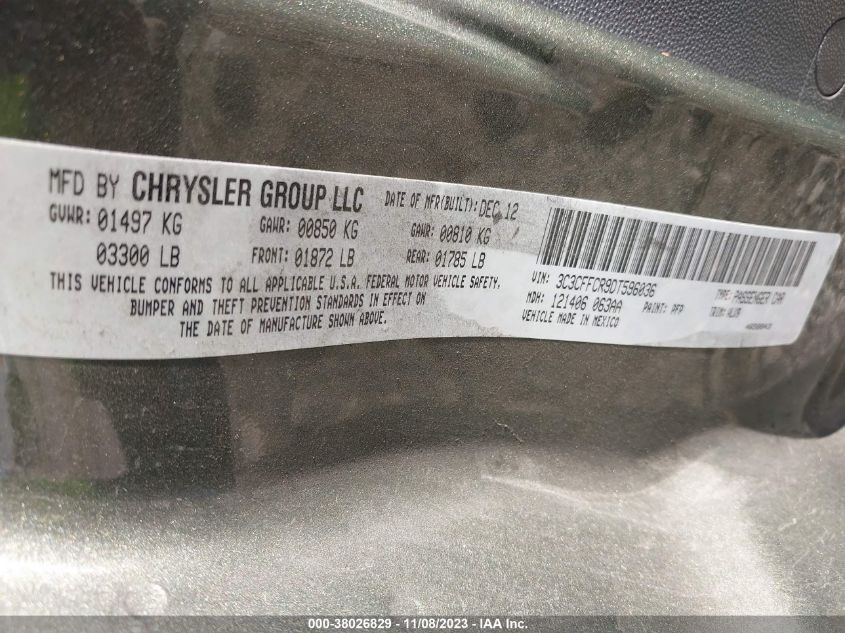 MFD BY CHRYSLER GROUP LLC DATE OF MFR(BUILT): DEC 12
GVWR: 01497 KG GAWR: 00850 KG GAWR: 00810 KG
03300 LB FRONT: 01872 LB REAR: 01785 LB
THIS VEHICLE CONFORMS TO ALL APPLICABLE U.S.A. FEDERAL MOTOR VEHICLE SAFETY,
BUMPER AND THEFT PREVENTION STANDARDS IN EFFECT ON
THE DATE OF MANUFACTURE SHOWN ABOVE.
VIN: 3C3CFFCR9DT596036 TYPE: PASSENGER CAR
MDH: 121406 063AA PAINT: PFP TRIM:
VEHICLE MADE IN MEXICO
000-38026829 - 11/08/2023 - IAA Inc.